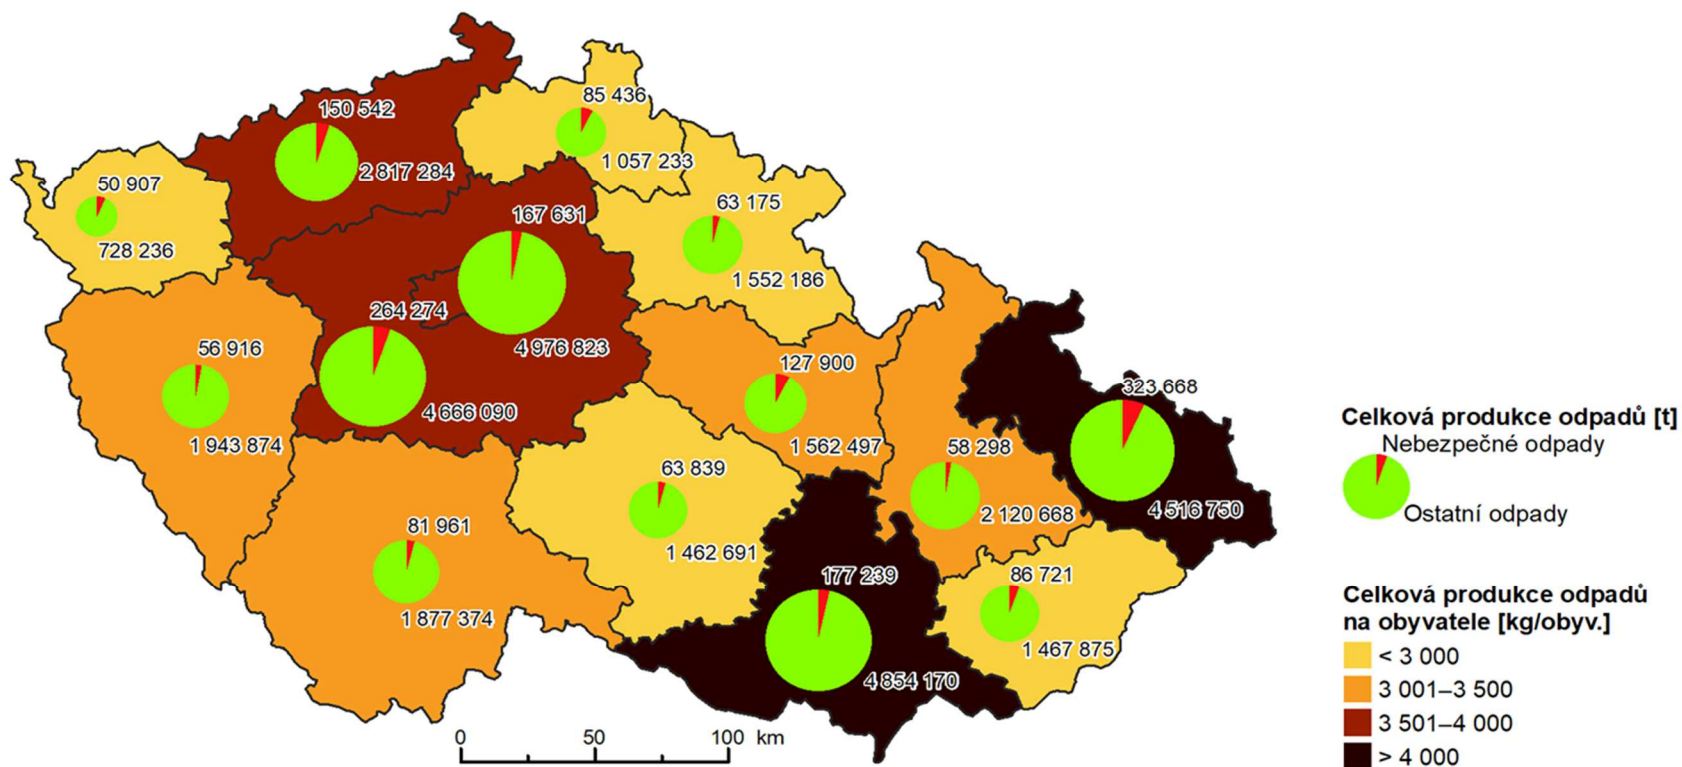 150 542
2 817 284
85 436
1 057 233
50 907
728 236
167 631
4 976 823
63 175
1 552 186
264 274
4 666 090
56 916
1 943 874
127 900
1 562 497
323 668
4 516 750
58 298
2 120 668
63 839
1 462 691
81 961
1 877 374
177 239
4 854 170
86 721
1 467 875
0 50 100 km
Celková produkce odpadů [t]
Nebezpečné odpady
Ostatní odpady
Celková produkce odpadů
na obyvatele [kg/obyv.]
< 3 000
3 001–3 500
3 501–4 000
> 4 000